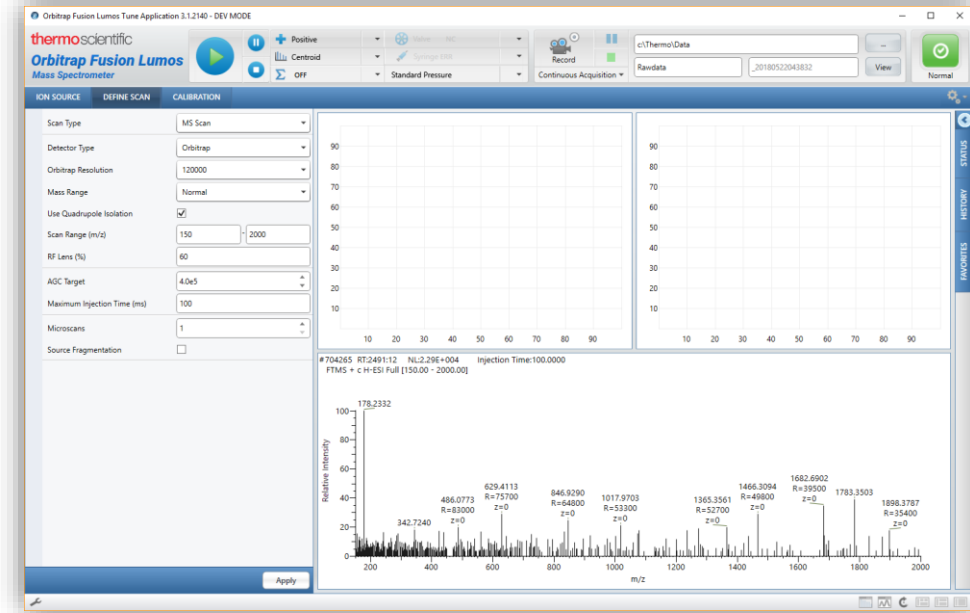 Orbitrap Fusion Lumos Tune Application 3.1.2140 - DEV MODE
thermoscientific
Orbitrap Fusion Lumos
Mass Spectrometer
Positive
Centroid
OFF
Valve NC
Syringe
Standard Pressure
Record
Continuous Acquisition
c:\Thermo\Data
...
Rawdata
_20180522043832
View
Normal
ION SOURCE DEFINE SCAN CALIBRATION
Scan Type MS Scan
Detector Type Orbitrap
Orbitrap Resolution 120000
Mass Range Normal
Use Quadrupole Isolation
Scan Range (m/z) 150 - 2000
RF Lens (%) 60
AGC Target 4.0e5
Maximum Injection Time (ms) 100
Microscans 1
Source Fragmentation
Apply
90
80
70
60
50
40
30
20
10
10 20 30 40 50 60 70 80 90
90
80
70
60
50
40
30
20
10
10 20 30 40 50 60 70 80 90
STATUS
HISTORY
FAVORITES
#704265 RT:2491:12 NL:2.29E+004 Injection Time:100.0000
FTMS + c H-ESI Full [150.00 - 2000.00]
Relative Intensity
100
80
60
40
20
0
178.2332
342.7240
486.0773
R=83000
z=0
629.4113
R=75700
z=0
846.9290
R=64800
z=0
1017.9703
R=53300
z=0
1365.3561
R=52700
z=0
1466.3094
R=49800
z=0
1682.6902
R=39500
z=0
1783.3503
1898.3787
R=35400
z=0
200 400 600 800 1000 1200 1400 1600 1800 2000
m/z